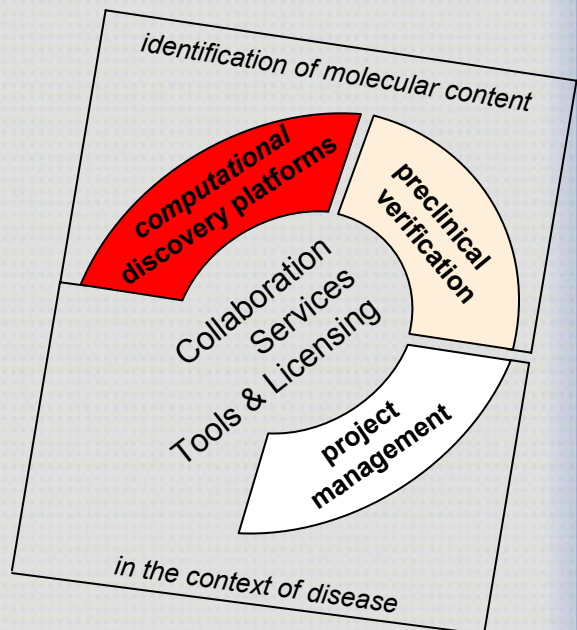 identification of molecular content
computational
discovery platforms
preclinical
verification
Collaboration
Services
Tools & Licensing
project
management
in the context of disease